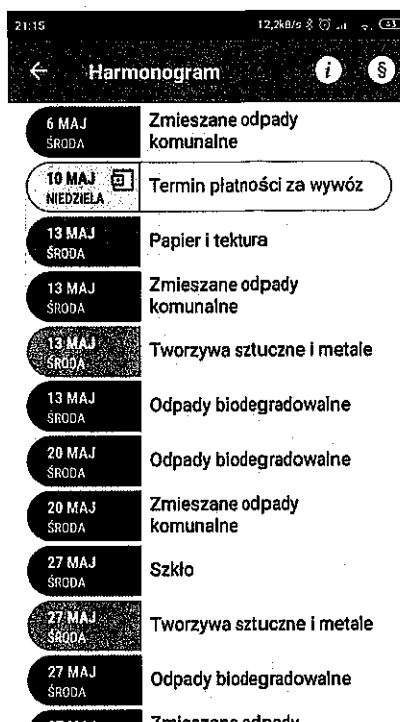 21:15 12,2kB/s 43
Harmonogram i §
6 MAJ
ŚRODA
Zmieszane odpady
komunalne
10 MAJ
NIEDZIELA
Termin płatności za wywóz
13 MAJ
ŚRODA
Papier i tektura
13 MAJ
ŚRODA
Zmieszane odpady
komunalne
13 MAJ
ŚRODA
Tworzywa sztuczne i metale
13 MAJ
ŚRODA
Odpady biodegradowalne
20 MAJ
ŚRODA
Odpady biodegradowalne
20 MAJ
ŚRODA
Zmieszane odpady
komunalne
27 MAJ
ŚRODA
Szkło
27 MAJ
ŚRODA
Tworzywa sztuczne i metale
27 MAJ
ŚRODA
Odpady biodegradowalne
27 MAJ
Zmieszane odpady